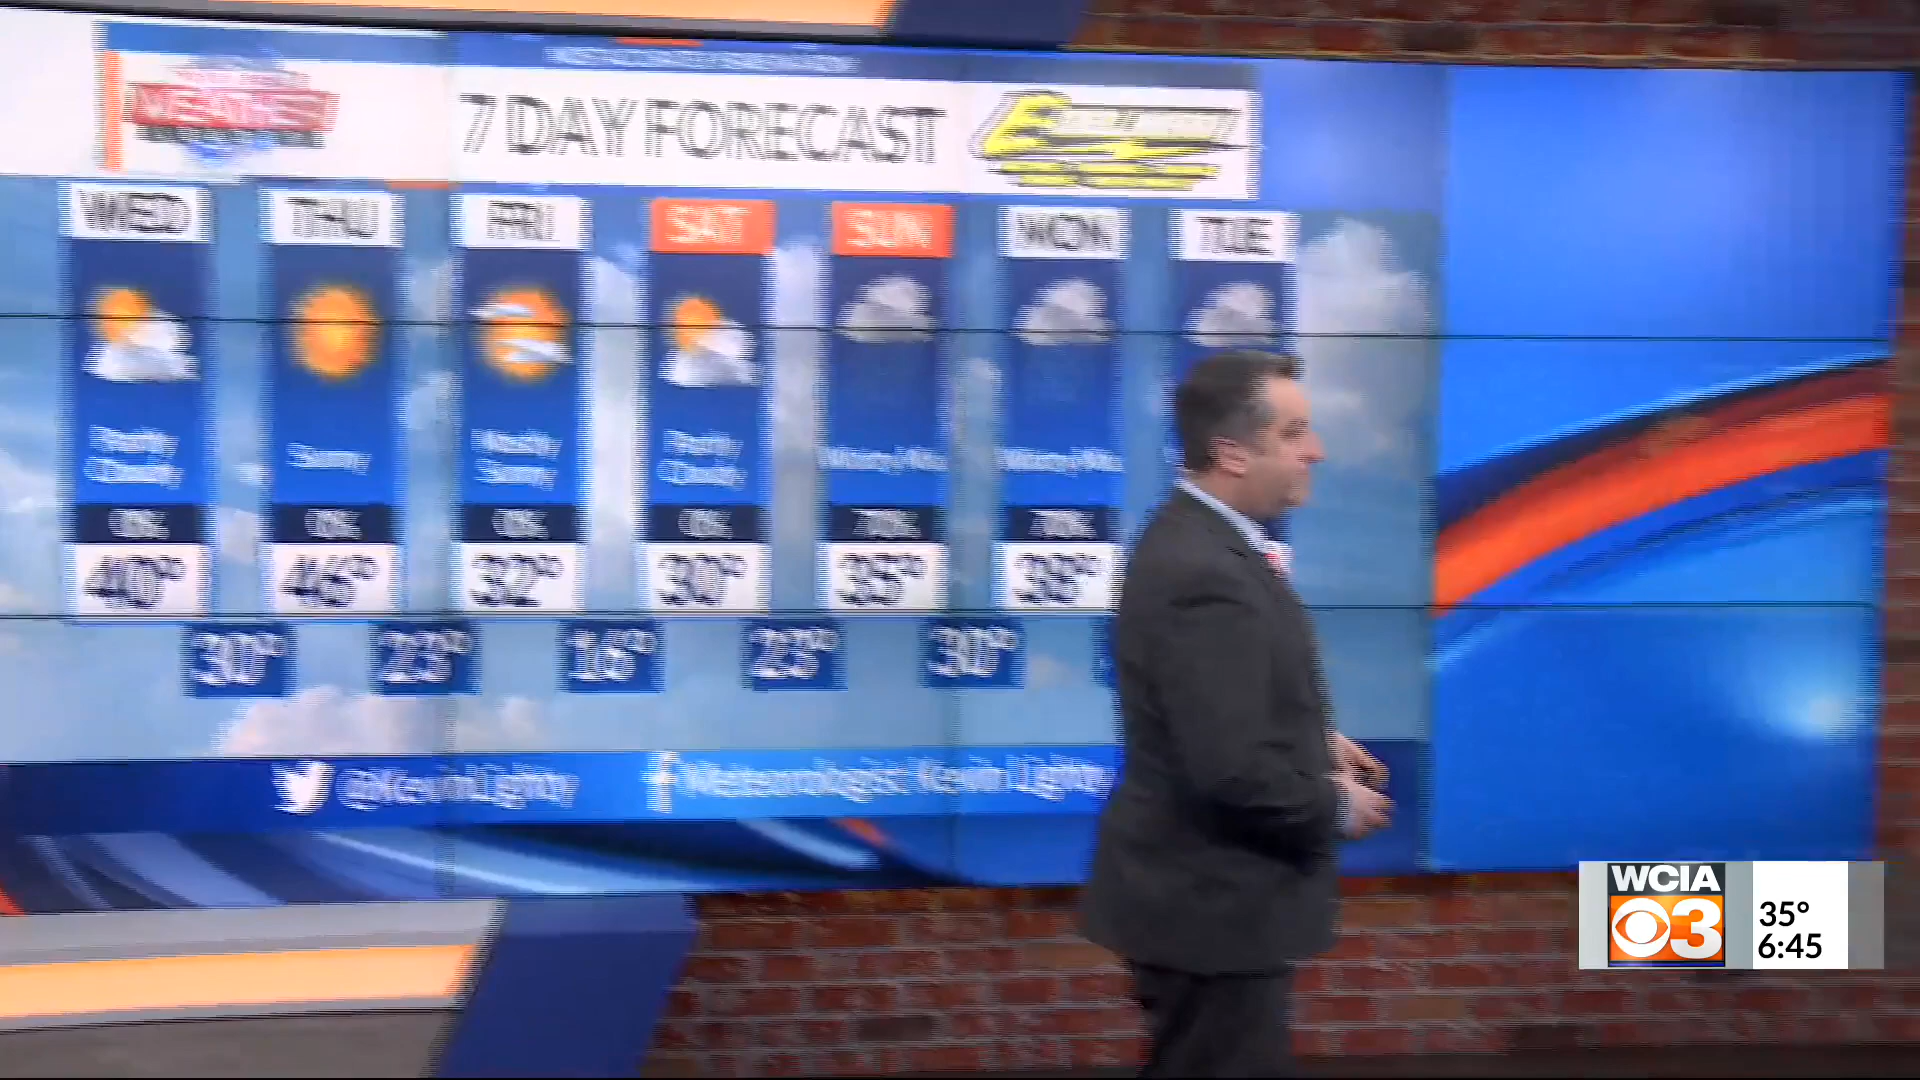 WEATHER
7 DAY FORECAST
WED THU FRI SAT SUN MON TUE
Partly Cloudy Sunny Mostly Sunny Partly Cloudy
0% 0% 0% 0% 70% 70%
40° 46° 32° 30° 35° 38°
30° 23° 16° 23° 30°
@KevinLighty Meteorologist Kevin Lighty
WCIA
3
35°
6:45